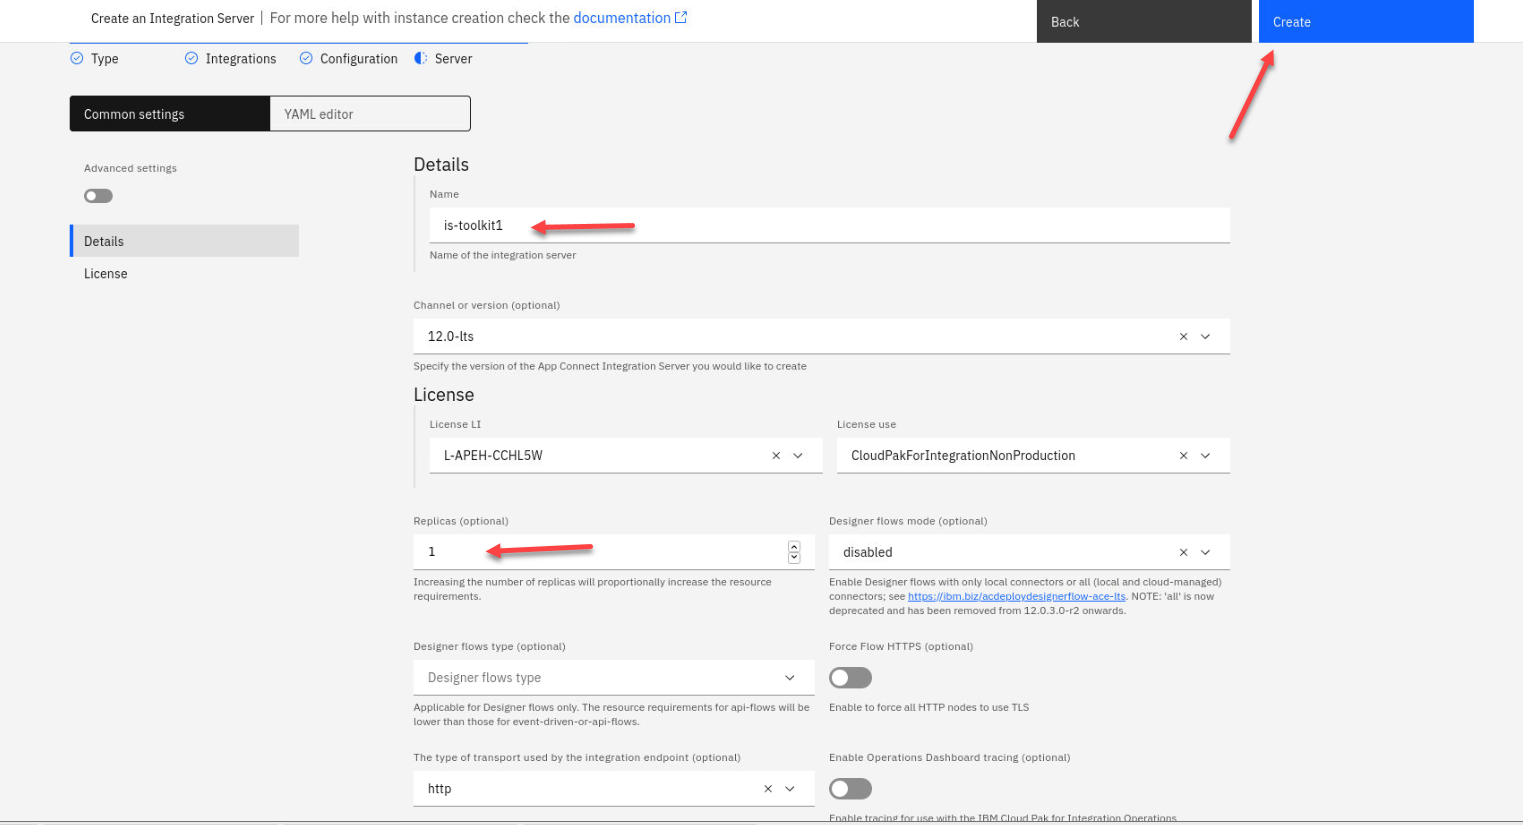 Create an Integration Server | For more help with instance creation check the documentation
Back
Create
Type
Integrations
Configuration
Server
Common settings
YAML editor
Advanced settings
Details
License
Details
Name
is-toolkit1
Name of the integration server
Channel or version (optional)
12.0-lts
Specify the version of the App Connect Integration Server you would like to create
License
License LI
L-APEH-CCHL5W
License use
CloudPakForIntegrationNonProduction
Replicas (optional)
1
Increasing the number of replicas will proportionally increase the resource
requirements.
Designer flows mode (optional)
disabled
Enable Designer flows with only local connectors or all (local and cloud-managed)
connectors; see https://ibm.biz/acdeploydesignerflow-ace-lts. NOTE: 'all' is now
deprecated and has been removed from 12.0.3.0-r2 onwards.
Designer flows type (optional)
Designer flows type
Applicable for Designer flows only. The resource requirements for api-flows will be
lower than those for event-driven-or-api-flows.
Force Flow HTTPS (optional)
Enable to force all HTTP nodes to use TLS
The type of transport used by the integration endpoint (optional)
http
Enable Operations Dashboard tracing (optional)
Enable tracing for use with the IBM Cloud Pak for Integration Operations